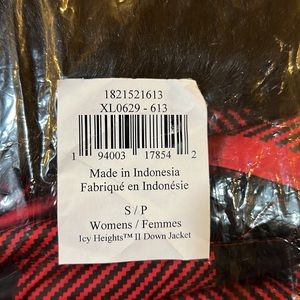 1821521613
XL0629 - 613
1 94003 17854 2
Made in Indonesia
Fabriqué en Indonésie
S / P
Womens / Femmes
Icy Heights™ II Down Jacket